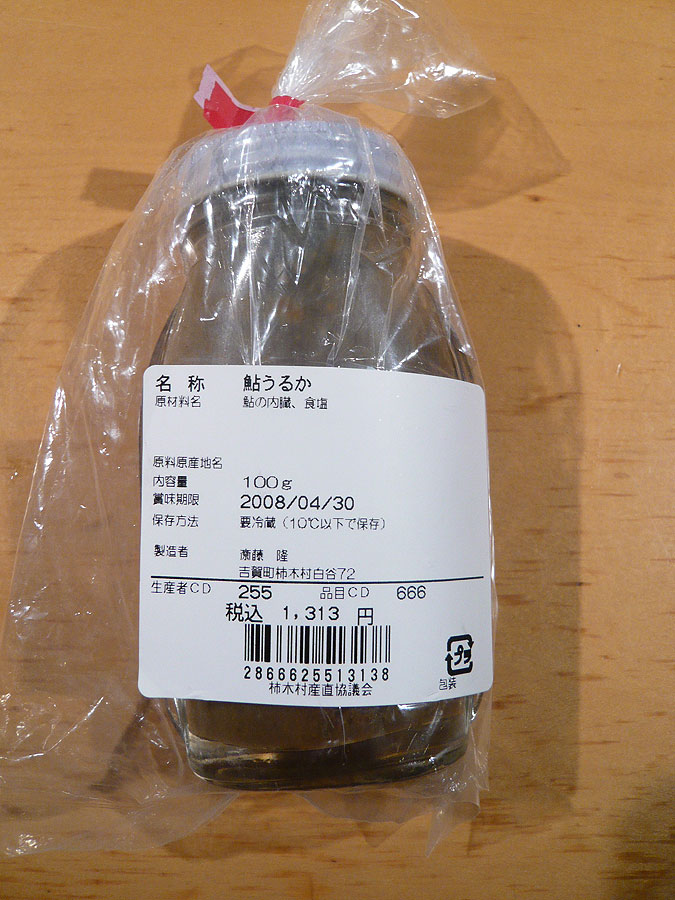 名 称 鮎うるか
原材料名 鮎の内臓、食塩
原料原産地名
内容量 100g
賞味期限 2008/04/30
保存方法 要冷蔵(10℃以下で保存)
製造者 斎藤 隆
吉賀町柿木村白谷72
生産者CD 255 品目CD 666
税込 1,313 円
2866625513138
プラ
包装
柿木村産直協議会